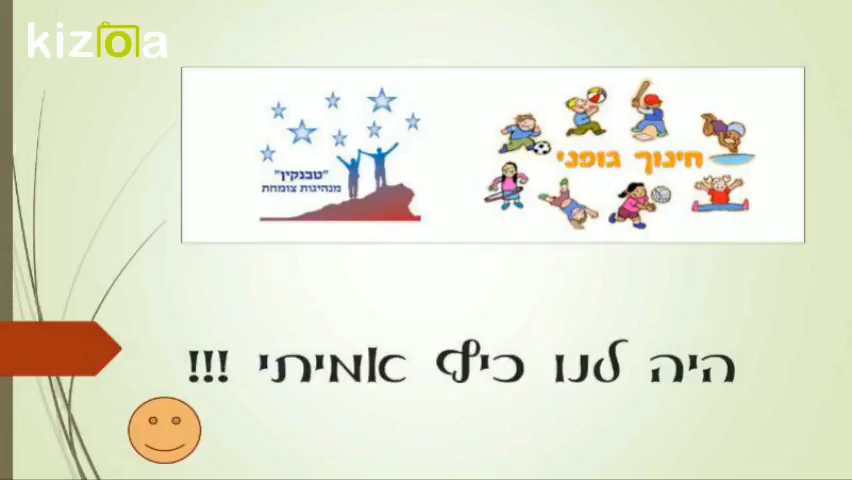 kizoa
"טבנקין"
מנהיגות צומחת
חינוך גופני
היה לנו כיף אמיתי !!!